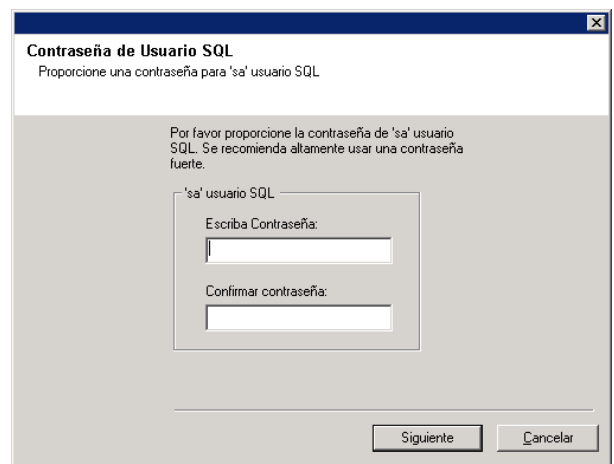 Contraseña de Usuario SQL
Proporcione una contraseña para 'sa' usuario SQL
Por favor proporcione la contraseña de 'sa' usuario
SQL. Se recomienda altamente usar una contraseña
fuerte.
'sa' usuario SQL
Escriba Contraseña:
Confirmar contraseña:
Siguiente
Cancelar